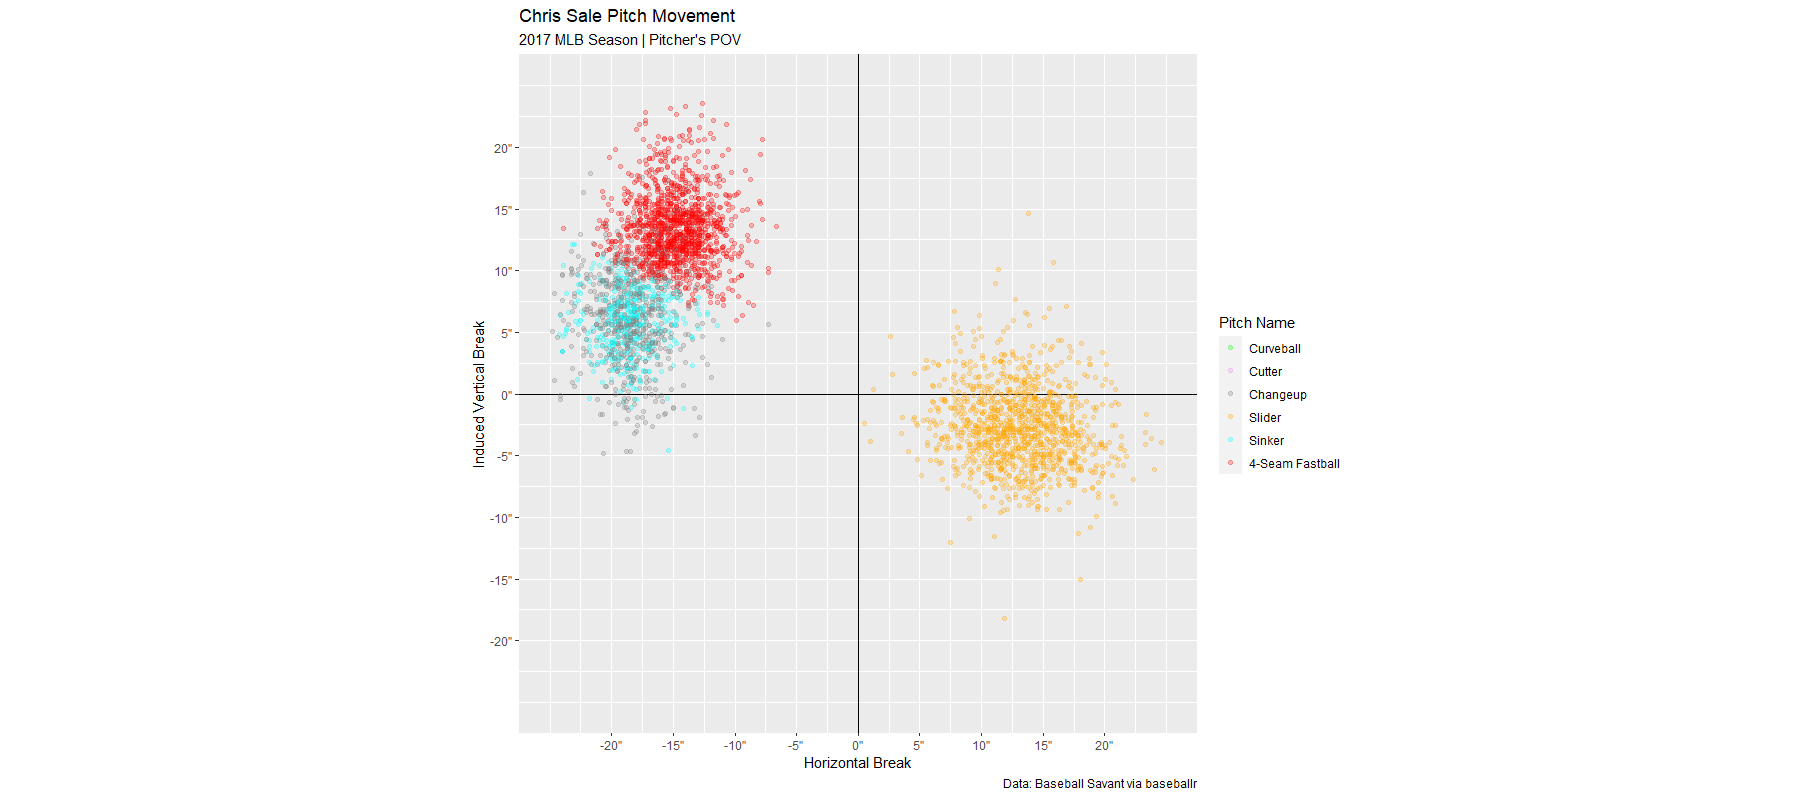 Chris Sale Pitch Movement
2017 MLB Season | Pitcher's POV
Induced Vertical Break
20"
15"
10"
5"
0"
-5"
-10"
-15"
-20"
-20"
-15"
-10"
-5"
0"
5"
10"
15"
20"
Horizontal Break
Pitch Name
Curveball
Cutter
Changeup
Slider
Sinker
4-Seam Fastball
Data: Baseball Savant via baseballr